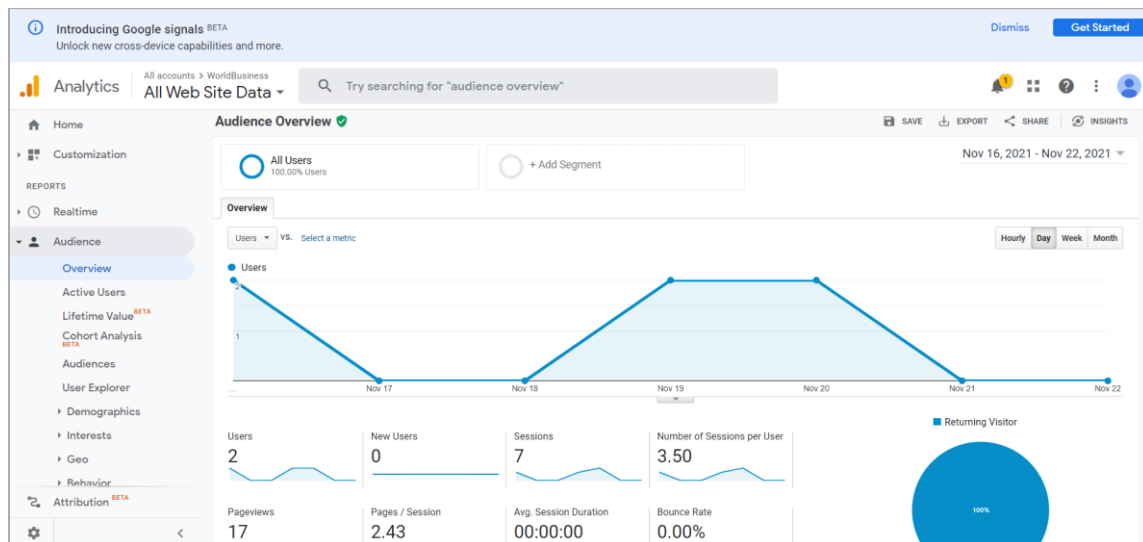 Introducing Google signals BETA
Unlock new cross-device capabilities and more.
Dismiss
Get Started
Analytics
All accounts > WorldBusiness
All Web Site Data
Try searching for "audience overview"
1
Home
Customization
REPORTS
Realtime
Audience
Overview
Active Users
Lifetime Value BETA
Cohort Analysis
BETA
Audiences
User Explorer
Demographics
Interests
Geo
Behavior
Attribution BETA
Audience Overview
SAVE
EXPORT
SHARE
INSIGHTS
All Users
100.00% Users
+ Add Segment
Nov 16, 2021 - Nov 22, 2021
Overview
Users
VS.
Select a metric
Hourly
Day
Week
Month
Users
2
1
...
Nov 17
Nov 18
Nov 19
Nov 20
Nov 21
Nov 22
Users
2
New Users
0
Sessions
7
Number of Sessions per User
3.50
Pageviews
17
Pages / Session
2.43
Avg. Session Duration
00:00:00
Bounce Rate
0.00%
Returning Visitor
100%